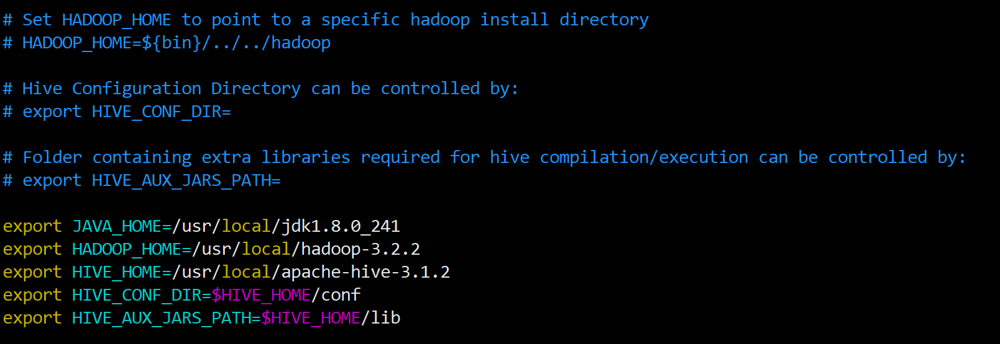 # Set HADOOP_HOME to point to a specific hadoop install directory
# HADOOP_HOME=${bin}/../../hadoop
# Hive Configuration Directory can be controlled by:
# export HIVE_CONF_DIR=
# Folder containing extra libraries required for hive compilation/execution can be controlled by:
# export HIVE_AUX_JARS_PATH=
export JAVA_HOME=/usr/local/jdk1.8.0_241
export HADOOP_HOME=/usr/local/hadoop-3.2.2
export HIVE_HOME=/usr/local/apache-hive-3.1.2
export HIVE_CONF_DIR=$HIVE_HOME/conf
export HIVE_AUX_JARS_PATH=$HIVE_HOME/lib